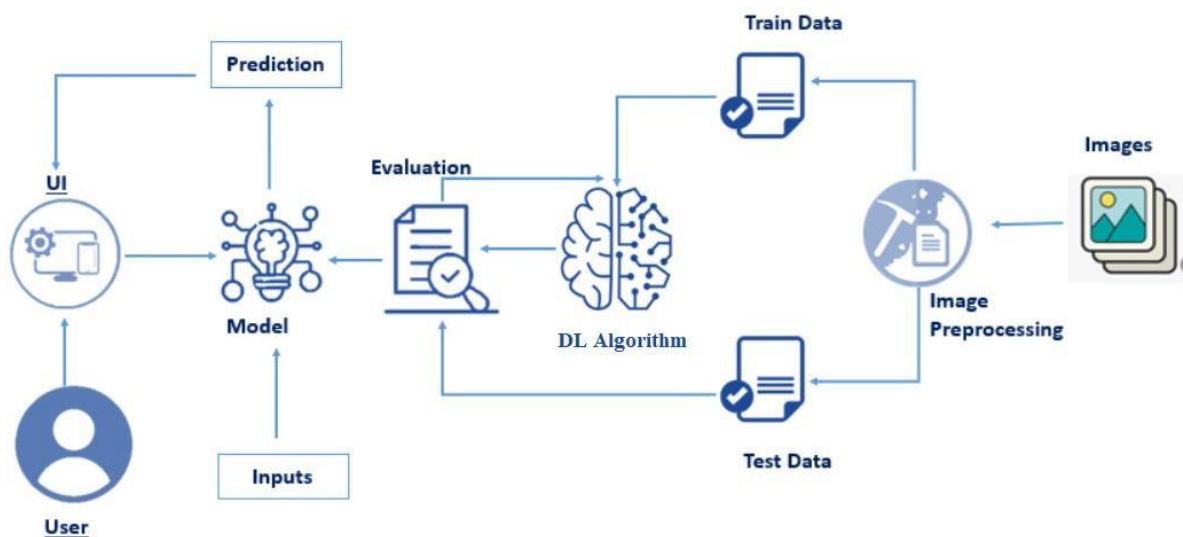 Train Data
Prediction
Images
Evaluation
UI
Image
Preprocessing
Model
DL Algorithm
Test Data
Inputs
User